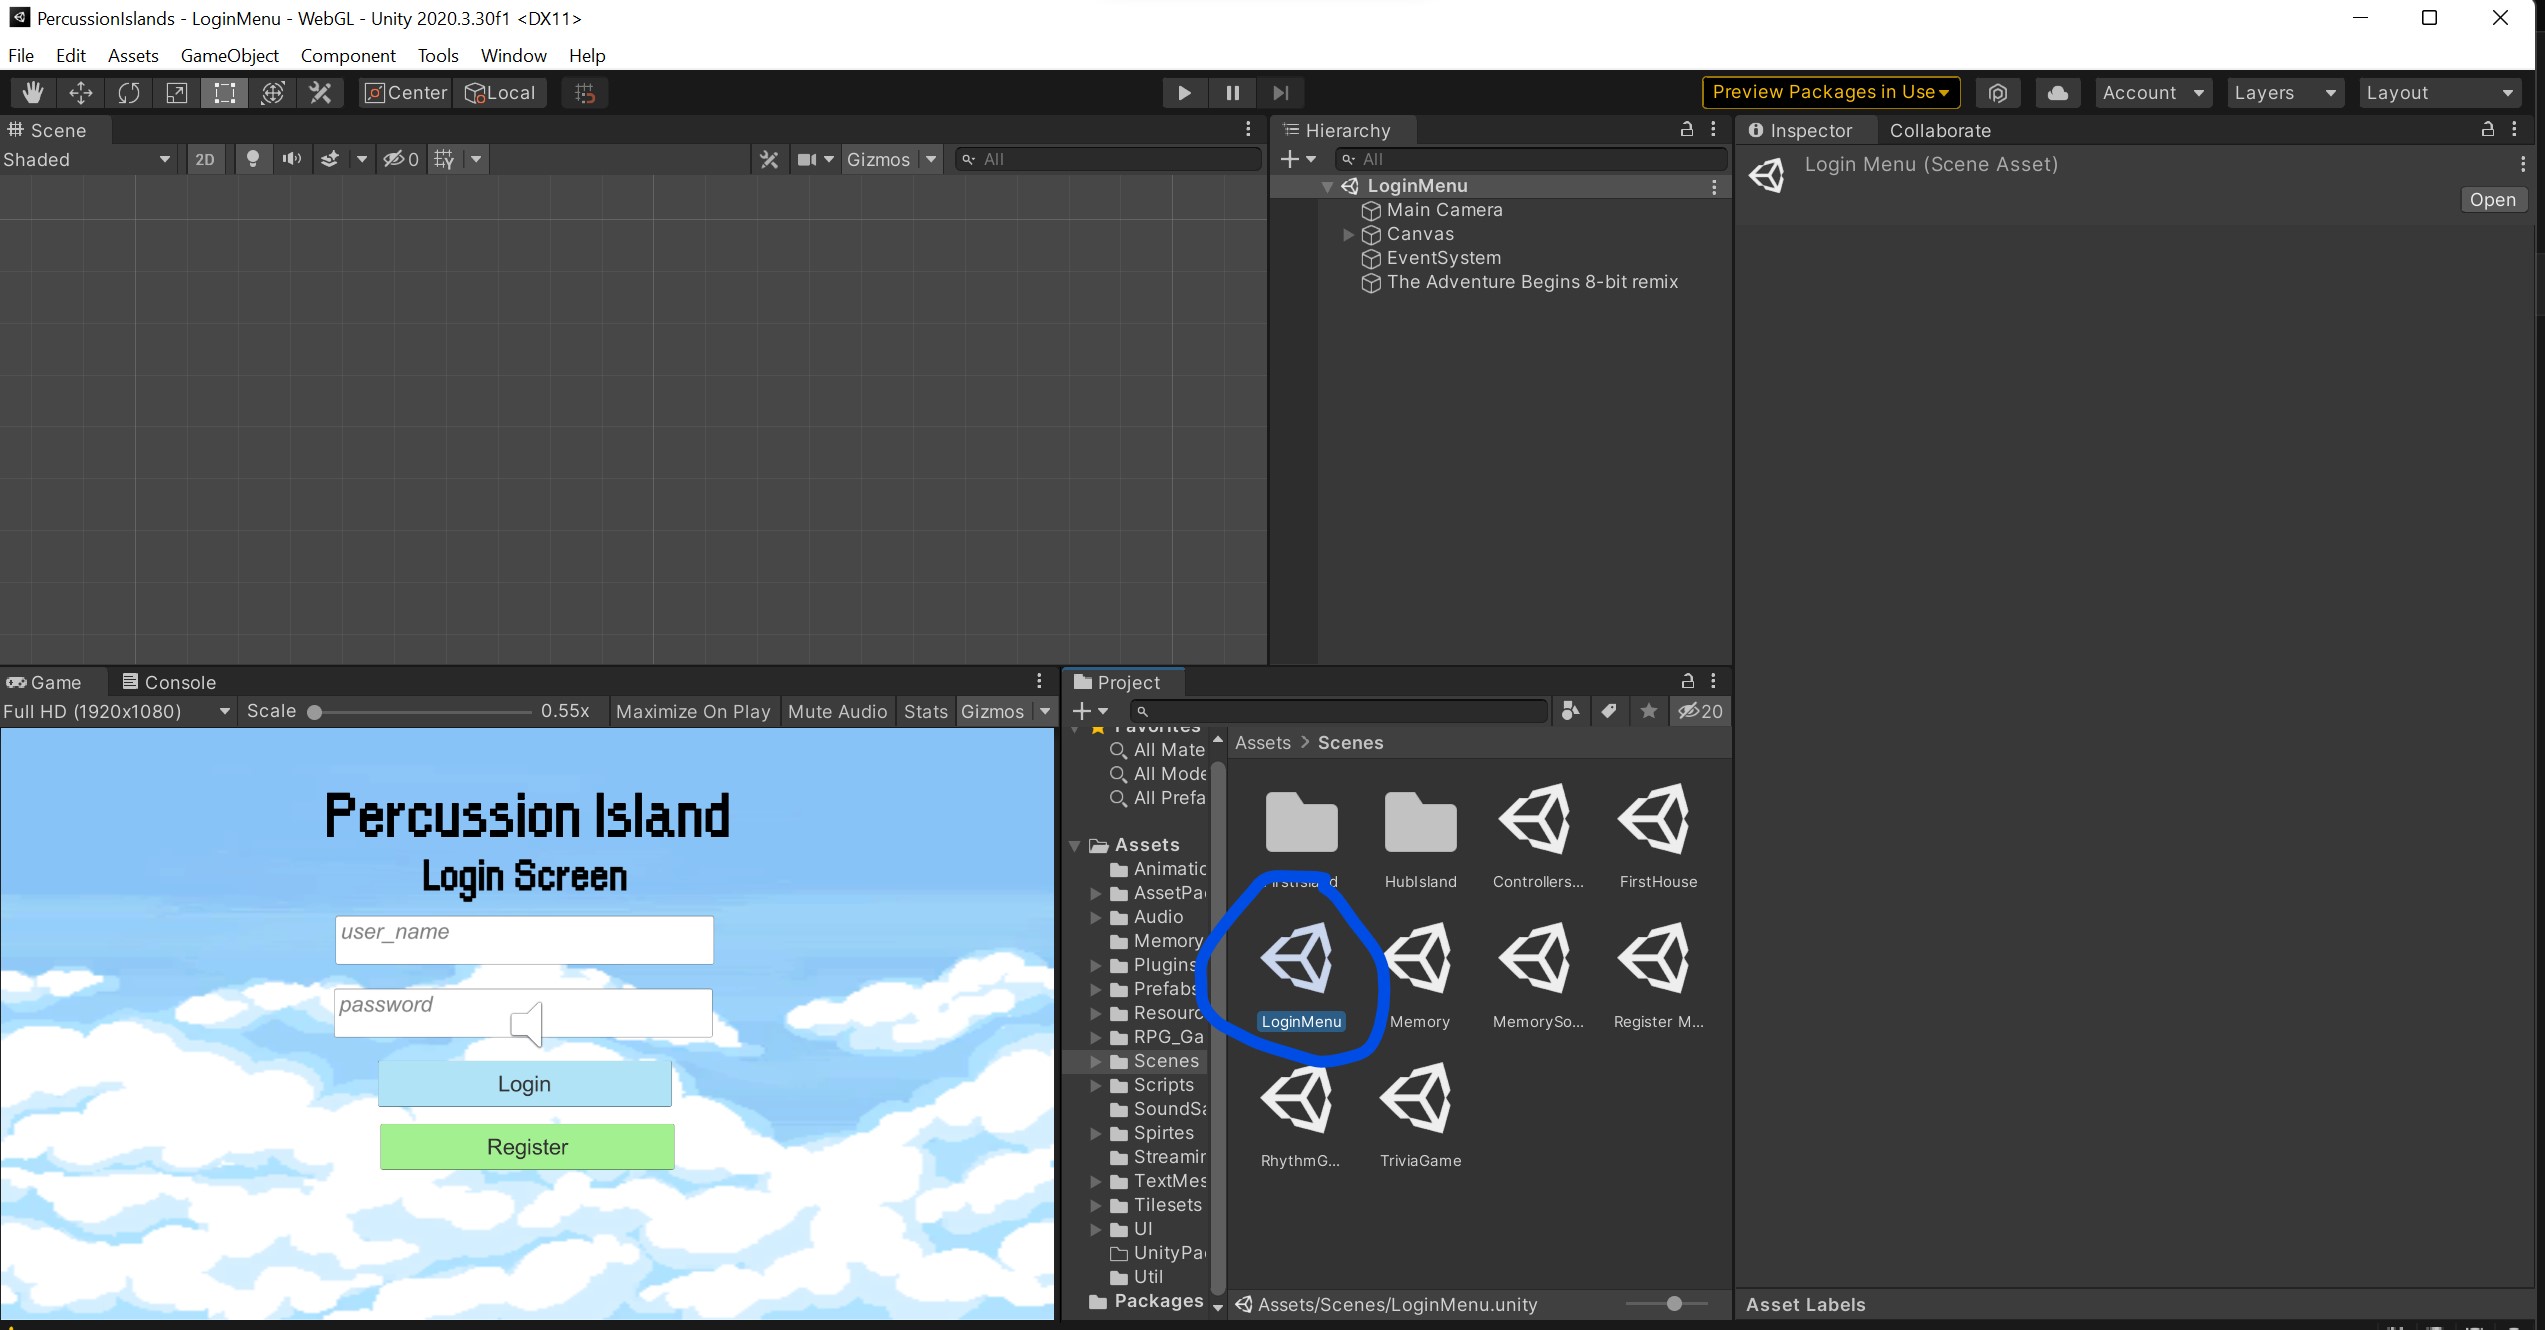 PercussionIslands - LoginMenu - WebGL - Unity 2020.3.30f1 <DX11>
File Edit Assets GameObject Component Tools Window Help
Center Local
Preview Packages in Use Account Layers Layout
Scene
Shaded 2D 0 Gizmos All
Hierarchy
All
LoginMenu
Main Camera
Canvas
EventSystem
The Adventure Begins 8-bit remix
Inspector Collaborate
Login Menu (Scene Asset)
Open
Game Console
Full HD (1920x1080) Scale 0.55x Maximize On Play Mute Audio Stats Gizmos
Percussion Island
Login Screen
user_name
password
Login
Register
Project
20
Favorites
All Mate
All Mode
All Prefa
Assets
Animatic
AssetPa
Audio
Memory
Plugins
Prefabs
Resourc
RPG_Ga
Scenes
Scripts
SoundSa
Spirtes
Streamir
TextMes
Tilesets
UI
UnityPa
Util
Packages
Assets > Scenes
FirstIsland HubIsland Controllers... FirstHouse
LoginMenu Memory MemorySo... Register M...
RhythmG... TriviaGame
Assets/Scenes/LoginMenu.unity
Asset Labels